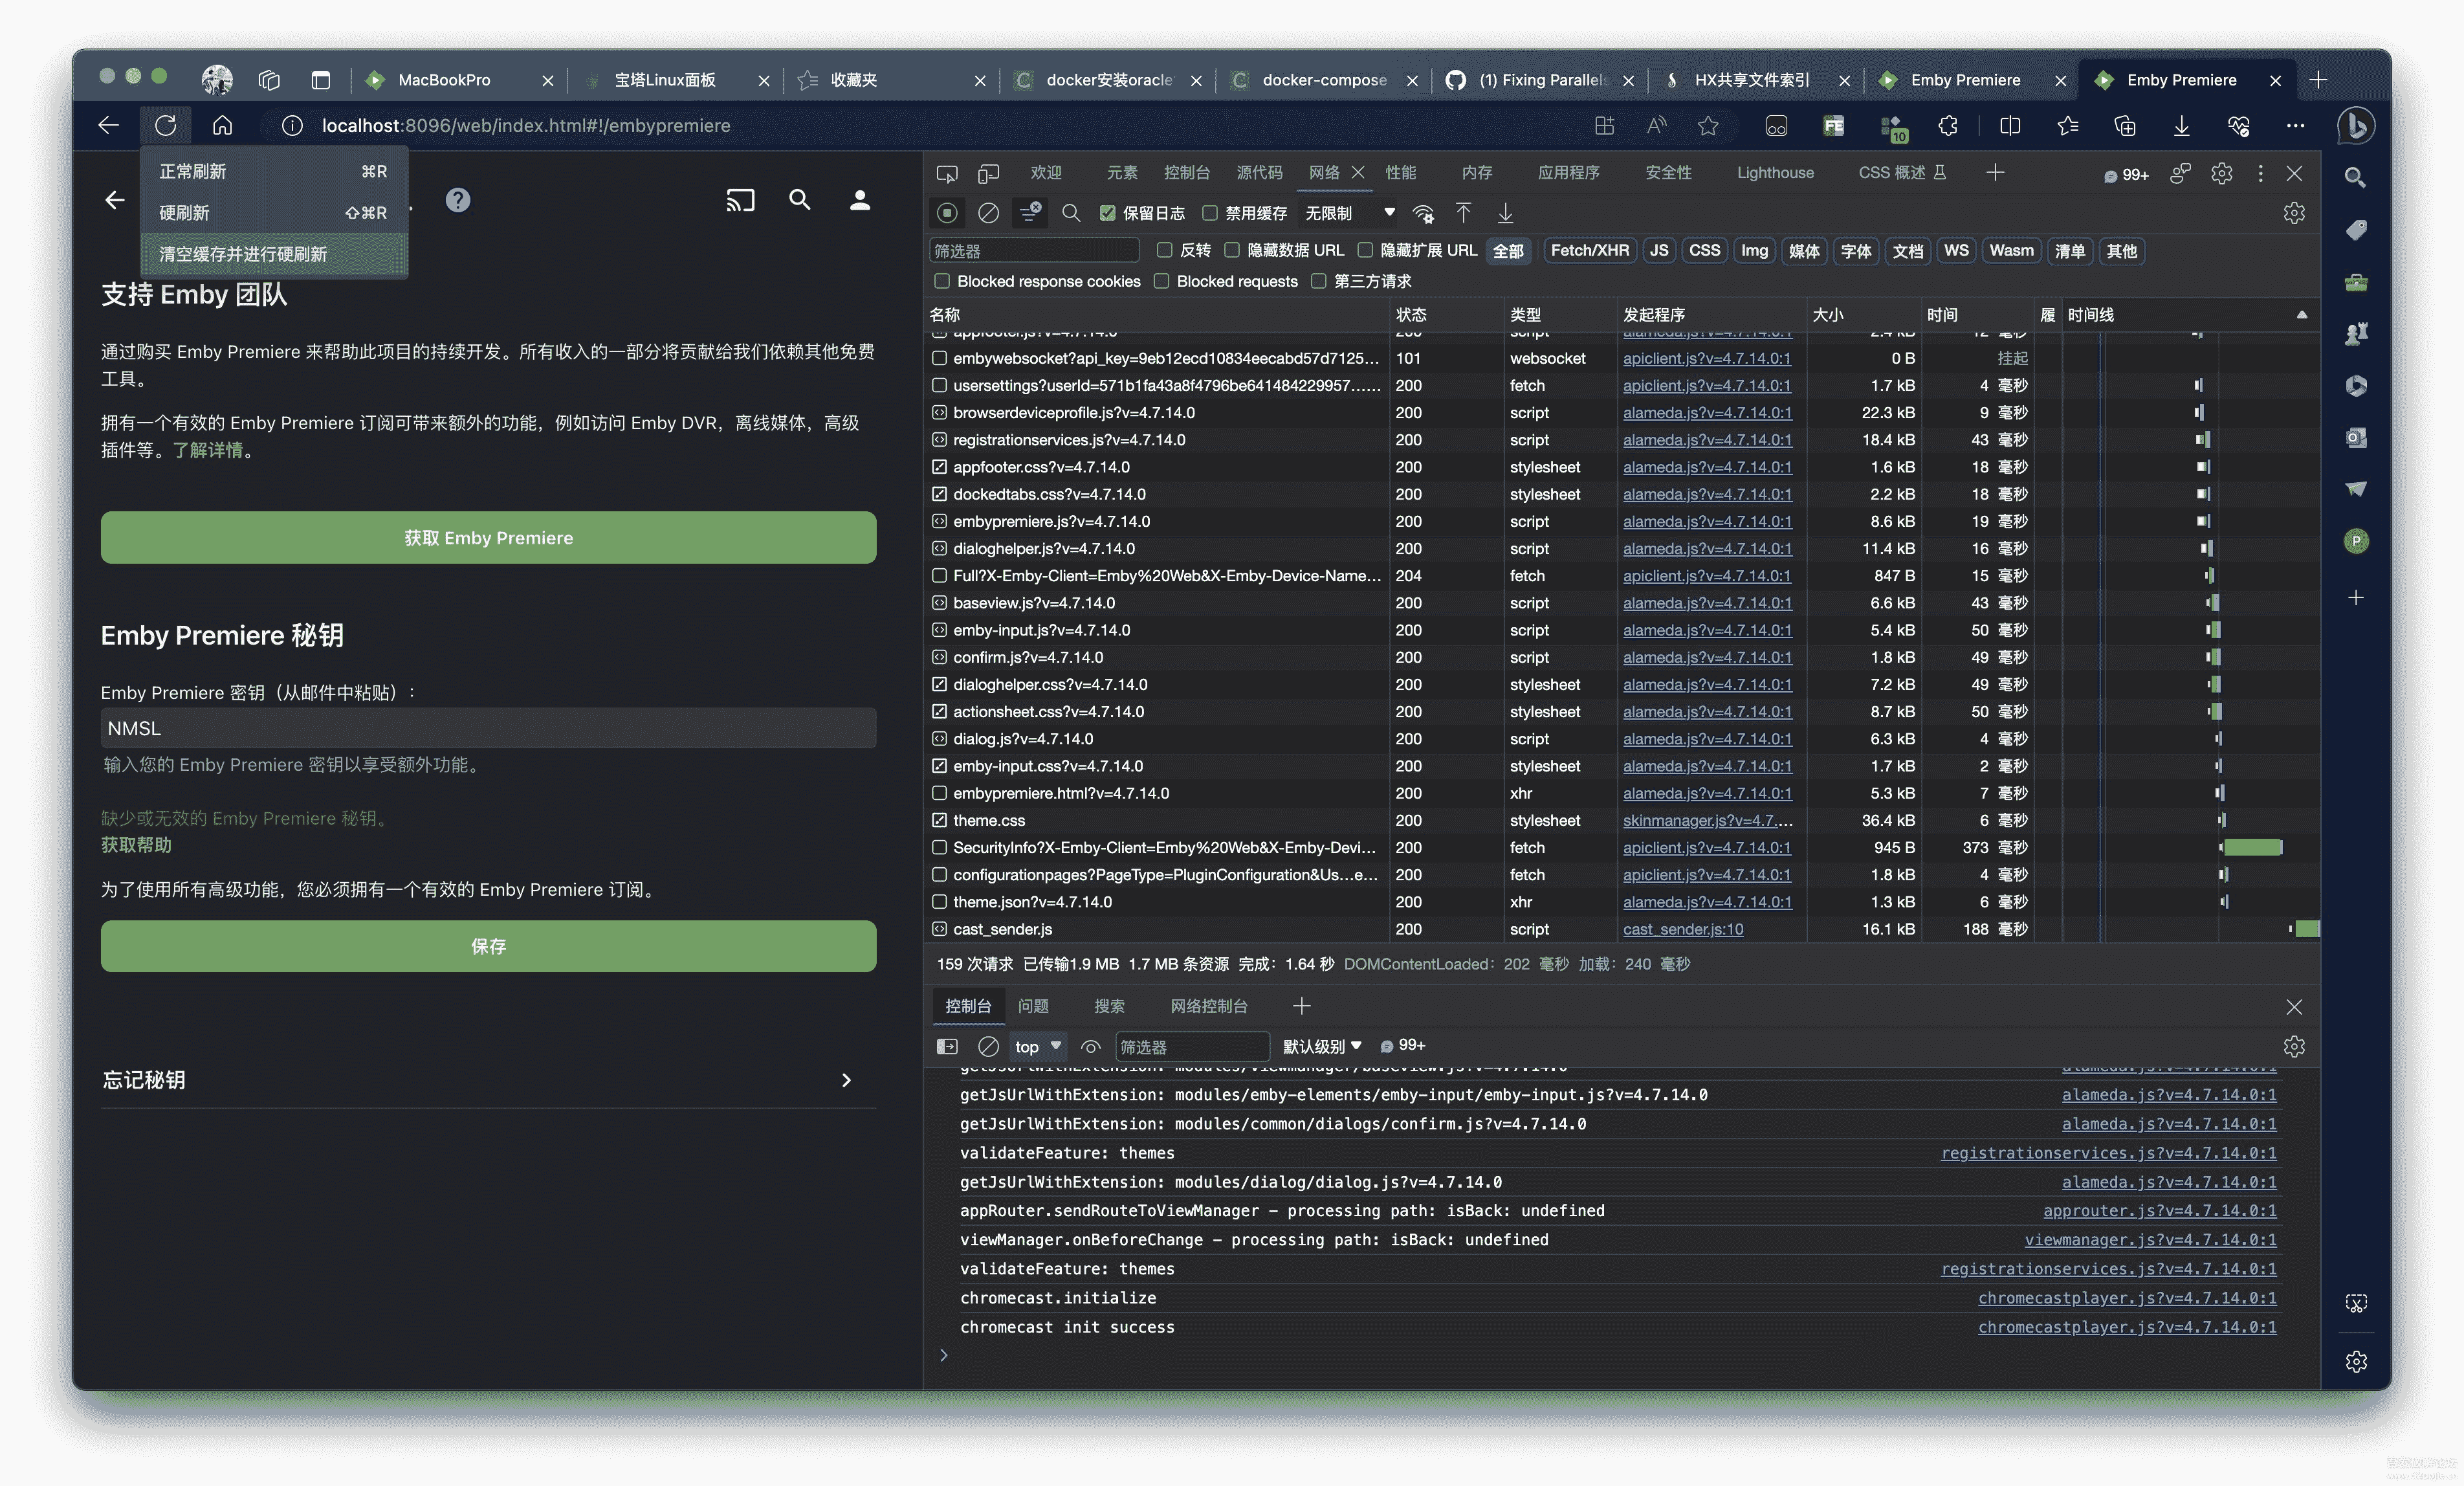 MacBookPro
宝塔Linux面板
收藏夹
docker安装oracle
docker-compose
(1) Fixing Parallels
HX共享文件索引
Emby Premiere
Emby Premiere
localhost:8096/web/index.html#!/embypremiere
10
正常刷新 ⌘R
硬刷新 ⇧⌘R
清空缓存并进行硬刷新
支持 Emby 团队
通过购买 Emby Premiere 来帮助此项目的持续开发。所有收入的一部分将贡献给我们依赖其他免费
工具。
拥有一个有效的 Emby Premiere 订阅可带来额外的功能，例如访问 Emby DVR，离线媒体，高级
插件等。了解详情。
获取 Emby Premiere
Emby Premiere 秘钥
Emby Premiere 密钥（从邮件中粘贴）：
NMSL
输入您的 Emby Premiere 密钥以享受额外功能。
缺少或无效的 Emby Premiere 秘钥。
获取帮助
为了使用所有高级功能，您必须拥有一个有效的 Emby Premiere 订阅。
保存
忘记秘钥
欢迎 元素 控制台 源代码 网络 性能 内存 应用程序 安全性 Lighthouse CSS 概述 99+
保留日志 禁用缓存 无限制
筛选器 反转 隐藏数据 URL 隐藏扩展 URL 全部 Fetch/XHR JS CSS Img 媒体 字体 文档 WS Wasm 清单 其他
Blocked response cookies Blocked requests 第三方请求
名称 状态 类型 发起程序 大小 时间 履 时间线
appfooter.js?v=4.7.14.0 200 script alameda.js?v=4.7.14.0:1 2.4 kB 12 毫秒
embywebsocket?api_key=9eb12ecd10834eecabd57d7125... 101 websocket apiclient.js?v=4.7.14.0:1 0 B 挂起
usersettings?userId=571b1fa43a8f4796be641484229957...... 200 fetch apiclient.js?v=4.7.14.0:1 1.7 kB 4 毫秒
browserdeviceprofile.js?v=4.7.14.0 200 script alameda.js?v=4.7.14.0:1 22.3 kB 9 毫秒
registrationservices.js?v=4.7.14.0 200 script alameda.js?v=4.7.14.0:1 18.4 kB 43 毫秒
appfooter.css?v=4.7.14.0 200 stylesheet alameda.js?v=4.7.14.0:1 1.6 kB 18 毫秒
dockedtabs.css?v=4.7.14.0 200 stylesheet alameda.js?v=4.7.14.0:1 2.2 kB 18 毫秒
embypremiere.js?v=4.7.14.0 200 script alameda.js?v=4.7.14.0:1 8.6 kB 19 毫秒
dialoghelper.js?v=4.7.14.0 200 script alameda.js?v=4.7.14.0:1 11.4 kB 16 毫秒
Full?X-Emby-Client=Emby%20Web&X-Emby-Device-Name... 204 fetch apiclient.js?v=4.7.14.0:1 847 B 15 毫秒
baseview.js?v=4.7.14.0 200 script alameda.js?v=4.7.14.0:1 6.6 kB 43 毫秒
emby-input.js?v=4.7.14.0 200 script alameda.js?v=4.7.14.0:1 5.4 kB 50 毫秒
confirm.js?v=4.7.14.0 200 script alameda.js?v=4.7.14.0:1 1.8 kB 49 毫秒
dialoghelper.css?v=4.7.14.0 200 stylesheet alameda.js?v=4.7.14.0:1 7.2 kB 49 毫秒
actionsheet.css?v=4.7.14.0 200 stylesheet alameda.js?v=4.7.14.0:1 8.7 kB 50 毫秒
dialog.js?v=4.7.14.0 200 script alameda.js?v=4.7.14.0:1 6.3 kB 4 毫秒
emby-input.css?v=4.7.14.0 200 stylesheet alameda.js?v=4.7.14.0:1 1.7 kB 2 毫秒
embypremiere.html?v=4.7.14.0 200 xhr alameda.js?v=4.7.14.0:1 5.3 kB 7 毫秒
theme.css 200 stylesheet skinmanager.js?v=4.7.... 36.4 kB 6 毫秒
SecurityInfo?X-Emby-Client=Emby%20Web&X-Emby-Devi... 200 fetch apiclient.js?v=4.7.14.0:1 945 B 373 毫秒
configurationpages?PageType=PluginConfiguration&Us...e... 200 fetch apiclient.js?v=4.7.14.0:1 1.8 kB 4 毫秒
theme.json?v=4.7.14.0 200 xhr alameda.js?v=4.7.14.0:1 1.3 kB 6 毫秒
cast_sender.js 200 script cast_sender.js:10 16.1 kB 188 毫秒
159 次请求 已传输1.9 MB 1.7 MB 条资源 完成：1.64 秒 DOMContentLoaded：202 毫秒 加载：240 毫秒
控制台 问题 搜索 网络控制台
top 筛选器 默认级别 99+
getJsUrlWithExtension: modules/viewmanager/baseview.js?v=4.7.14.0 alameda.js?v=4.7.14.0:1
getJsUrlWithExtension: modules/emby-elements/emby-input/emby-input.js?v=4.7.14.0 alameda.js?v=4.7.14.0:1
getJsUrlWithExtension: modules/common/dialogs/confirm.js?v=4.7.14.0 alameda.js?v=4.7.14.0:1
validateFeature: themes registrationservices.js?v=4.7.14.0:1
getJsUrlWithExtension: modules/dialog/dialog.js?v=4.7.14.0 alameda.js?v=4.7.14.0:1
appRouter.sendRouteToViewManager - processing path: isBack: undefined approuter.js?v=4.7.14.0:1
viewManager.onBeforeChange - processing path: isBack: undefined viewmanager.js?v=4.7.14.0:1
validateFeature: themes registrationservices.js?v=4.7.14.0:1
chromecast.initialize chromecastplayer.js?v=4.7.14.0:1
chromecast init success chromecastplayer.js?v=4.7.14.0:1
P